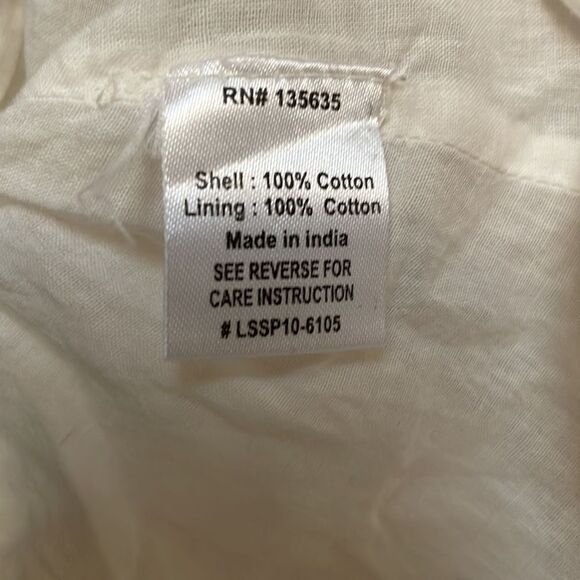 RN# 135635
Shell : 100% Cotton
Lining : 100% Cotton
Made in india
SEE REVERSE FOR
CARE INSTRUCTION
# LSSP10-6105